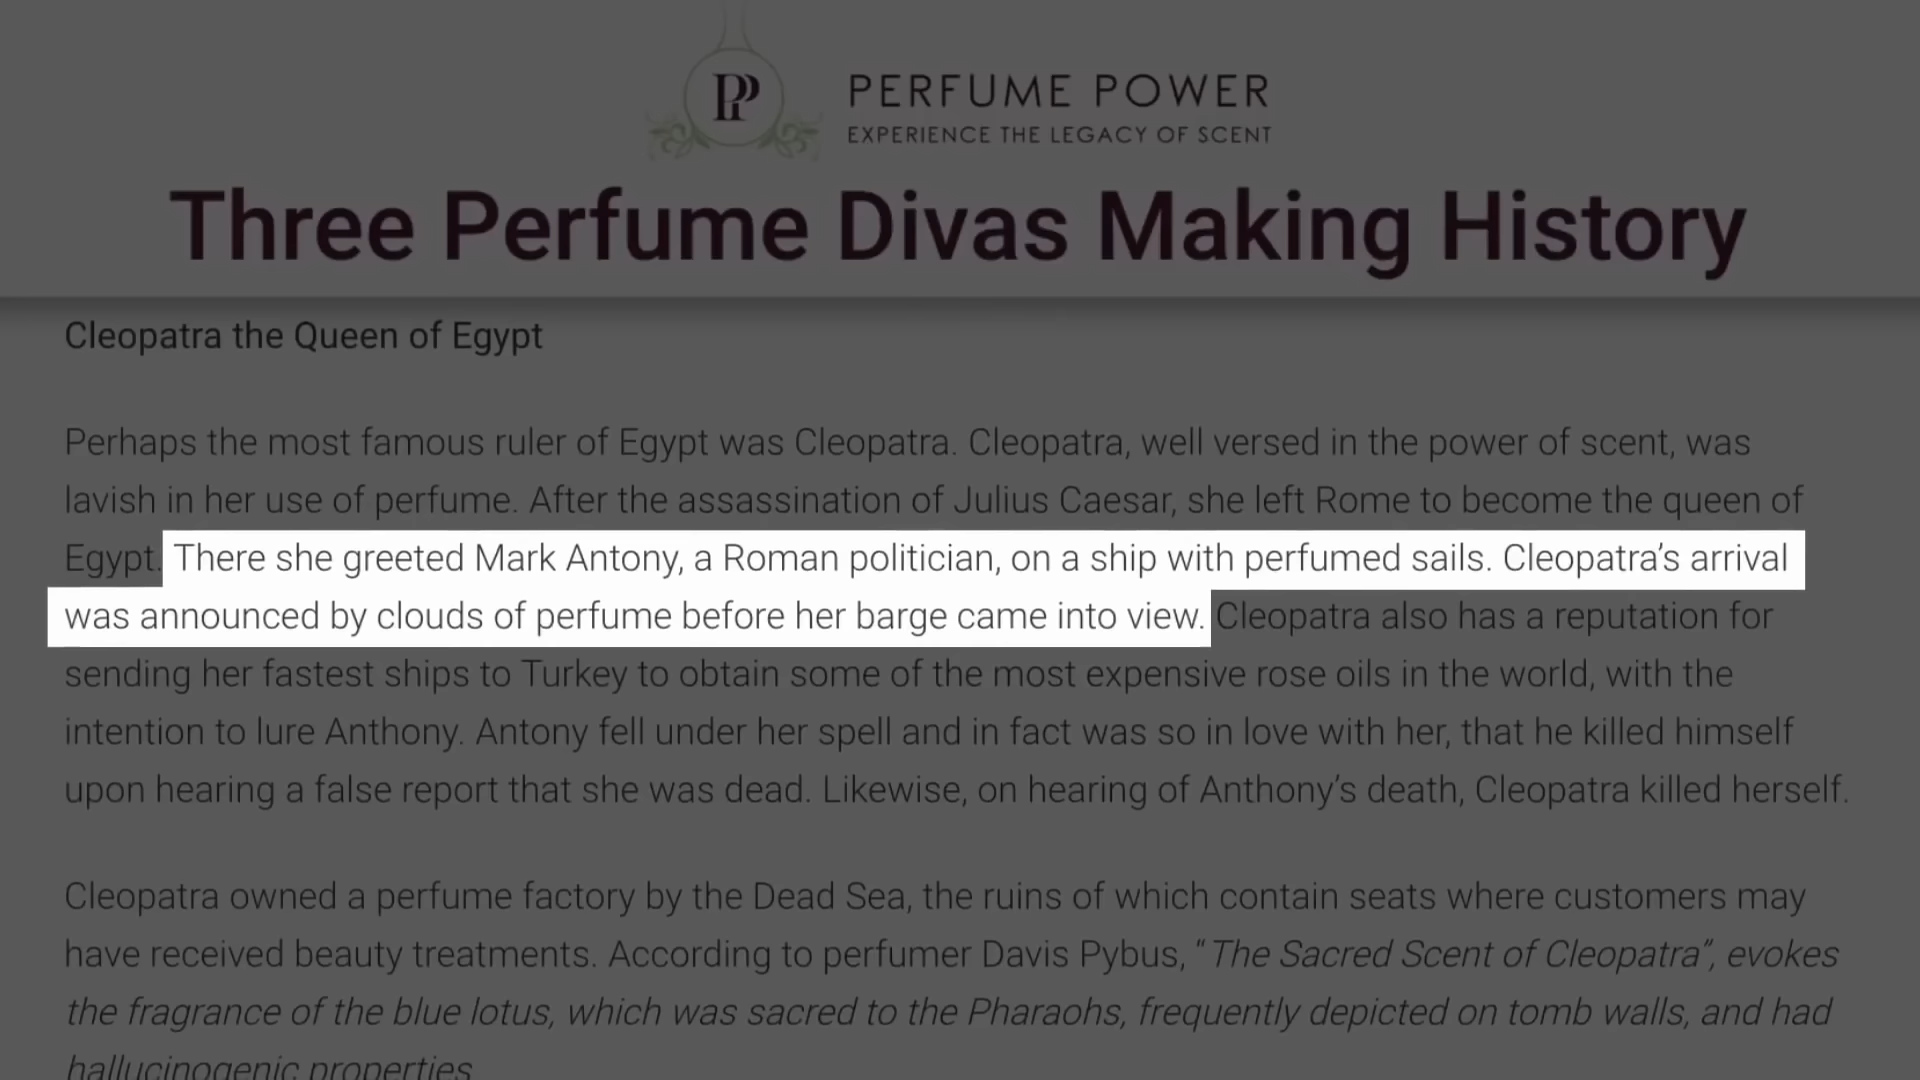 PP
PERFUME POWER
EXPERIENCE THE LEGACY OF SCENT
Three Perfume Divas Making History
Cleopatra the Queen of Egypt
Perhaps the most famous ruler of Egypt was Cleopatra. Cleopatra, well versed in the power of scent, was
lavish in her use of perfume. After the assassination of Julius Caesar, she left Rome to become the queen of
Egypt. There she greeted Mark Antony, a Roman politician, on a ship with perfumed sails. Cleopatra’s arrival
was announced by clouds of perfume before her barge came into view. Cleopatra also has a reputation for
sending her fastest ships to Turkey to obtain some of the most expensive rose oils in the world, with the
intention to lure Anthony. Antony fell under her spell and in fact was so in love with her, that he killed himself
upon hearing a false report that she was dead. Likewise, on hearing of Anthony’s death, Cleopatra killed herself.
Cleopatra owned a perfume factory by the Dead Sea, the ruins of which contain seats where customers may
have received beauty treatments. According to perfumer Davis Pybus, “The Sacred Scent of Cleopatra”, evokes
the fragrance of the blue lotus, which was sacred to the Pharaohs, frequently depicted on tomb walls, and had
hallucinogenic properties